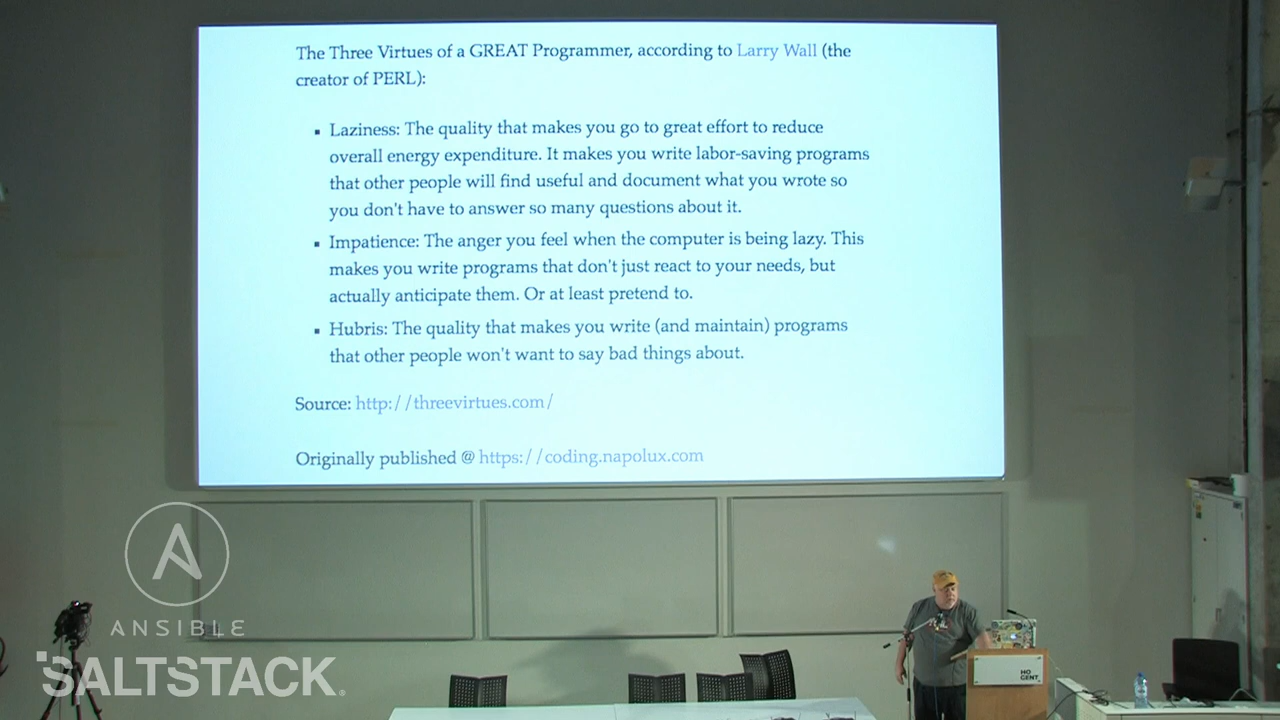 The Three Virtues of a GREAT Programmer, according to Larry Wall (the
creator of PERL):
▪ Laziness: The quality that makes you go to great effort to reduce
overall energy expenditure. It makes you write labor-saving programs
that other people will find useful and document what you wrote so
you don't have to answer so many questions about it.
▪ Impatience: The anger you feel when the computer is being lazy. This
makes you write programs that don't just react to your needs, but
actually anticipate them. Or at least pretend to.
▪ Hubris: The quality that makes you write (and maintain) programs
that other people won't want to say bad things about.
Source: http://threevirtues.com/
Originally published @ https://coding.napolux.com
ANSIBLE
SALTSTACK®
HO
GENT